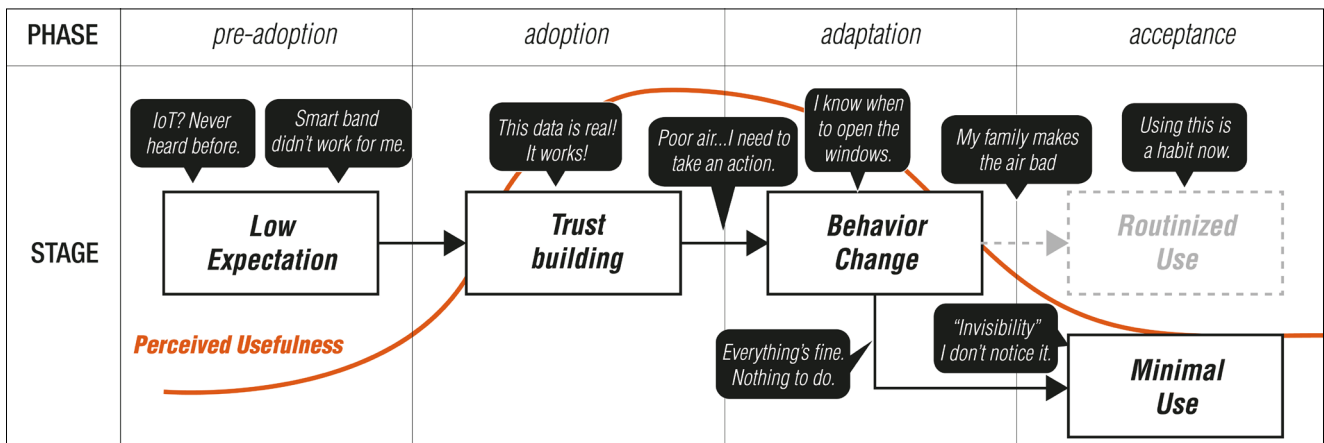 PHASE
pre-adoption
adoption
adaptation
acceptance
STAGE
IoT? Never
heard before.
Smart band
didn't work for me.
This data is real!
It works!
Poor air...I need to
take an action.
I know when
to open the
windows.
My family makes
the air bad
Using this is
a habit now.
Low
Expectation
Trust
building
Behavior
Change
Routinized
Use
Perceived Usefulness
Everything's fine.
Nothing to do.
“Invisibility”
I don't notice it.
Minimal
Use